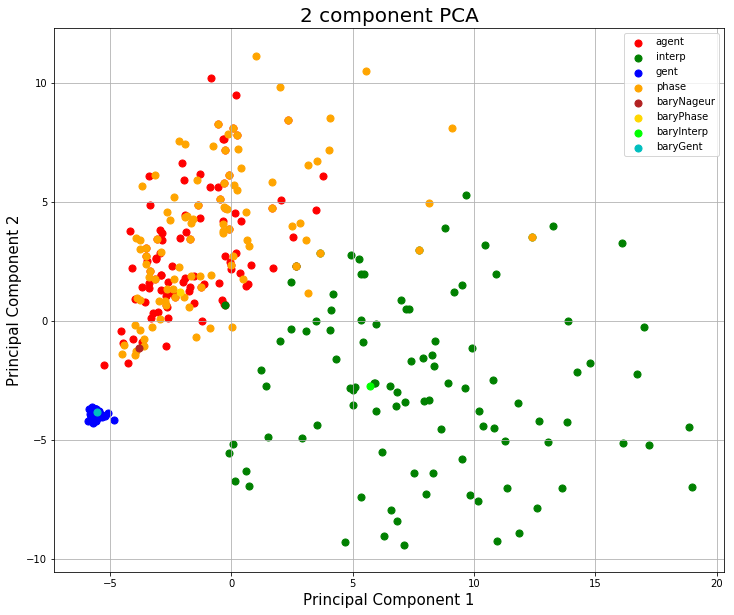 2 component PCA
agent
interp
gent
phase
baryNageur
baryPhase
baryInterp
baryGent
10
5
0
−5
−10
Principal Component 2
−5
0
5
10
15
20
Principal Component 1